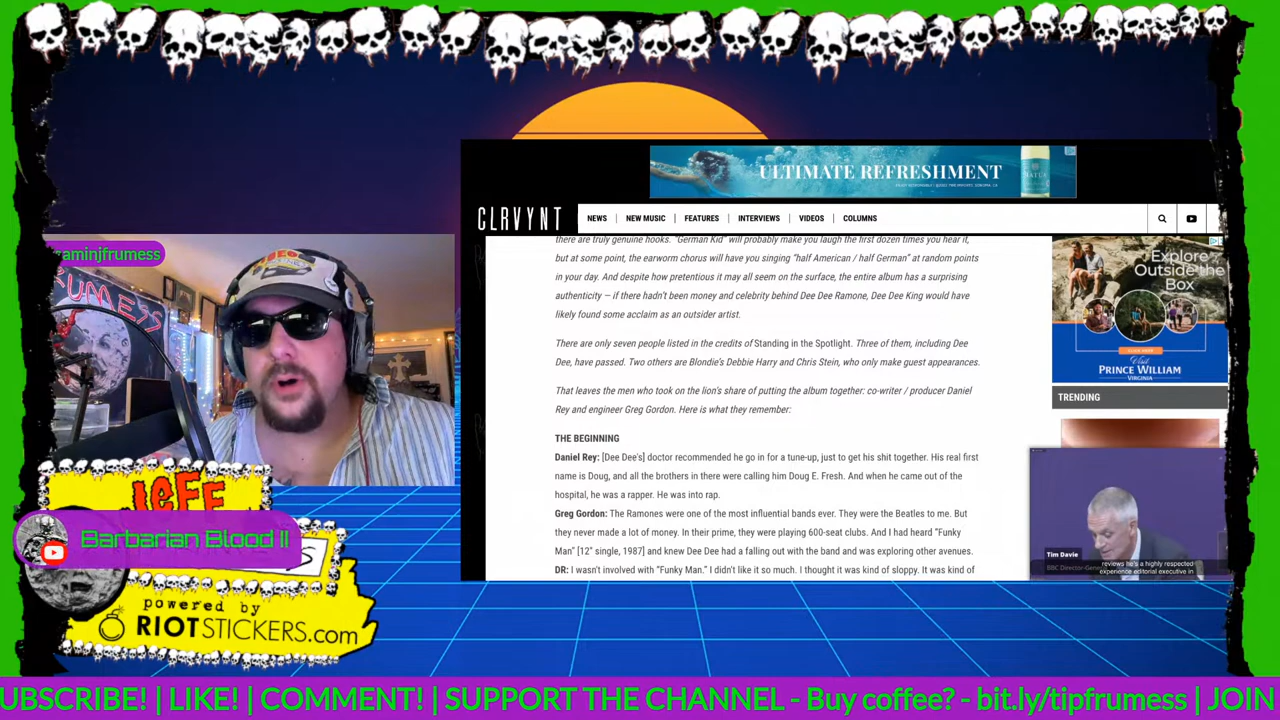 ULTIMATE REFRESHMENT
MATUA
CLRVYNT
NEWS | NEW MUSIC | FEATURES | INTERVIEWS | VIDEOS | COLUMNS
there are truly genuine hooks. "German Kid" will probably make you laugh the first dozen times you hear it,
but at some point, the earworm chorus will have you singing "half American / half German" at random points
in your day. And despite how pretentious it may all seem on the surface, the entire album has a surprising
authenticity — if there hadn't been money and celebrity behind Dee Dee Ramone, Dee Dee King would have
likely found some acclaim as an outsider artist.
There are only seven people listed in the credits of Standing in the Spotlight. Three of them, including Dee
Dee, have passed. Two others are Blondie's Debbie Harry and Chris Stein, who only make guest appearances.
That leaves the men who took on the lion's share of putting the album together: co-writer / producer Daniel
Rey and engineer Greg Gordon. Here is what they remember:
THE BEGINNING
Daniel Rey: [Dee Dee's] doctor recommended he go in for a tune-up, just to get his shit together. His real first
name is Doug, and all the brothers in there were calling him Doug E. Fresh. And when he came out of the
hospital, he was a rapper. He was into rap.
Greg Gordon: The Ramones were one of the most influential bands ever. They were the Beatles to me. But
they never made a lot of money. In their prime, they were playing 600-seat clubs. And I had heard "Funky
Man" [12" single, 1987] and knew Dee Dee had a falling out with the band and was exploring other avenues.
DR: I wasn't involved with "Funky Man." I didn't like it so much. I thought it was kind of sloppy. It was kind of
Explore
Outside the
Box
Visit
PRINCE WILLIAM
VIRGINIA
TRENDING
Tim Davie
BBC Director-Gene
reviews he's a highly respected
experience editorial executive in
aminjfrumess
FRUMESS
VIDEO
JEFF
Barbarian Blood II
S
powered by
RIOTSTICKERS.com
UBSCRIBE! | LIKE! | COMMENT! | SUPPORT THE CHANNEL - Buy coffee? - bit.ly/tipfrumess | JOIN